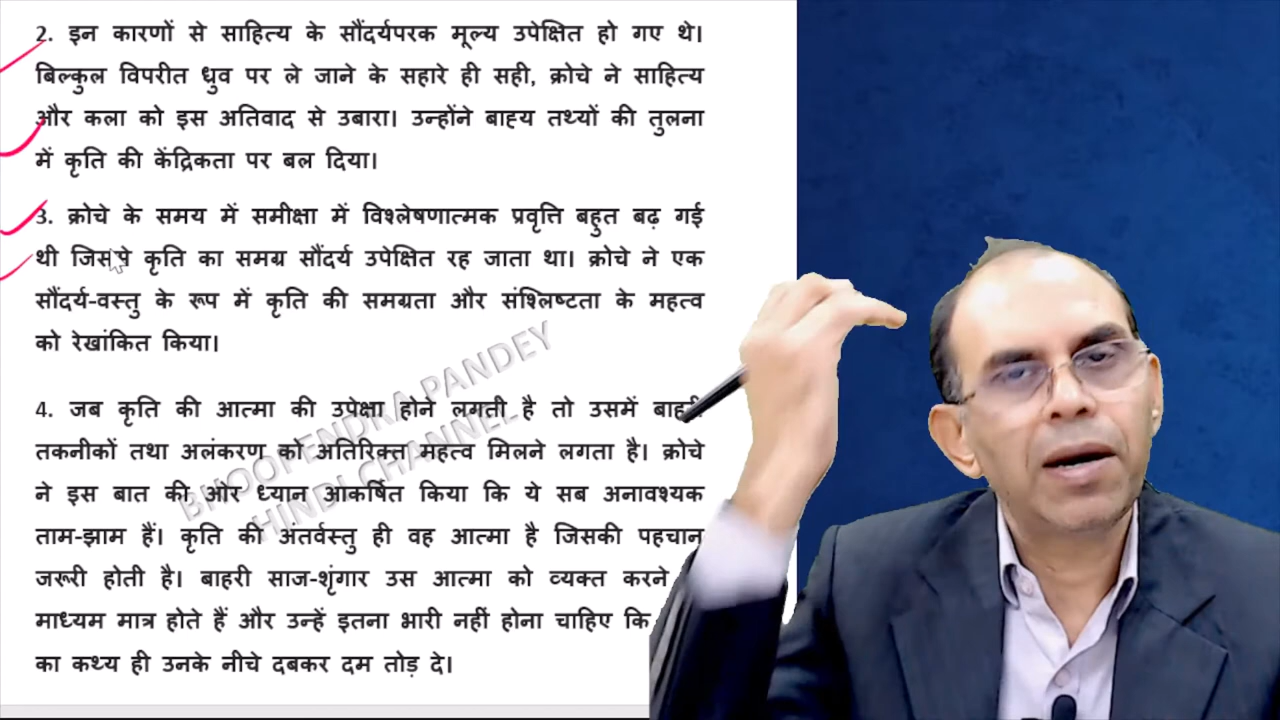 2. इन कारणों से साहित्य के सौंदर्यपरक मूल्य उपेक्षित हो गए थे।
बिल्कुल विपरीत ध्रुव पर ले जाने के सहारे ही सही, क्रोचे ने साहित्य
और कला को इस अतिवाद से उबारा। उन्होंने बाह्य तथ्यों की तुलना
में कृति की केंद्रिकता पर बल दिया।
3. क्रोचे के समय में समीक्षा में विश्लेषणात्मक प्रवृत्ति बहुत बढ़ गई
थी कृति का समग्र सौंदर्य उपेक्षित रह जाता था। क्रोचे ने एक
सौंदर्य-वस्तु के रूप में कृति की समग्रता और संश्लिष्टता के महत्व
को रेखांकित किया।
4. जब कृति की आत्मा की उपेक्षा होने लगती है तो उसमें बाहरी
तकनीकों तथा अलंकरण को अतिरिक्त महत्व मिलने लगता है। क्रोचे
ने इस बात की ओर ध्यान आकर्षित किया कि ये सब अनावश्यक
ताम-झाम हैं। कृति की अंतर्वस्तु ही वह आत्मा है जिसकी पहचान
जरूरी होती है। बाहरी साज-शृंगार उस आत्मा को व्यक्त करने
माध्यम मात्र होते हैं और उन्हें इतना भारी नहीं होना चाहिए कि
का कथ्य ही उनके नीचे दबकर दम तोड़ दे।
BHOOPENDRA PANDEY
HINDI CHANNEL